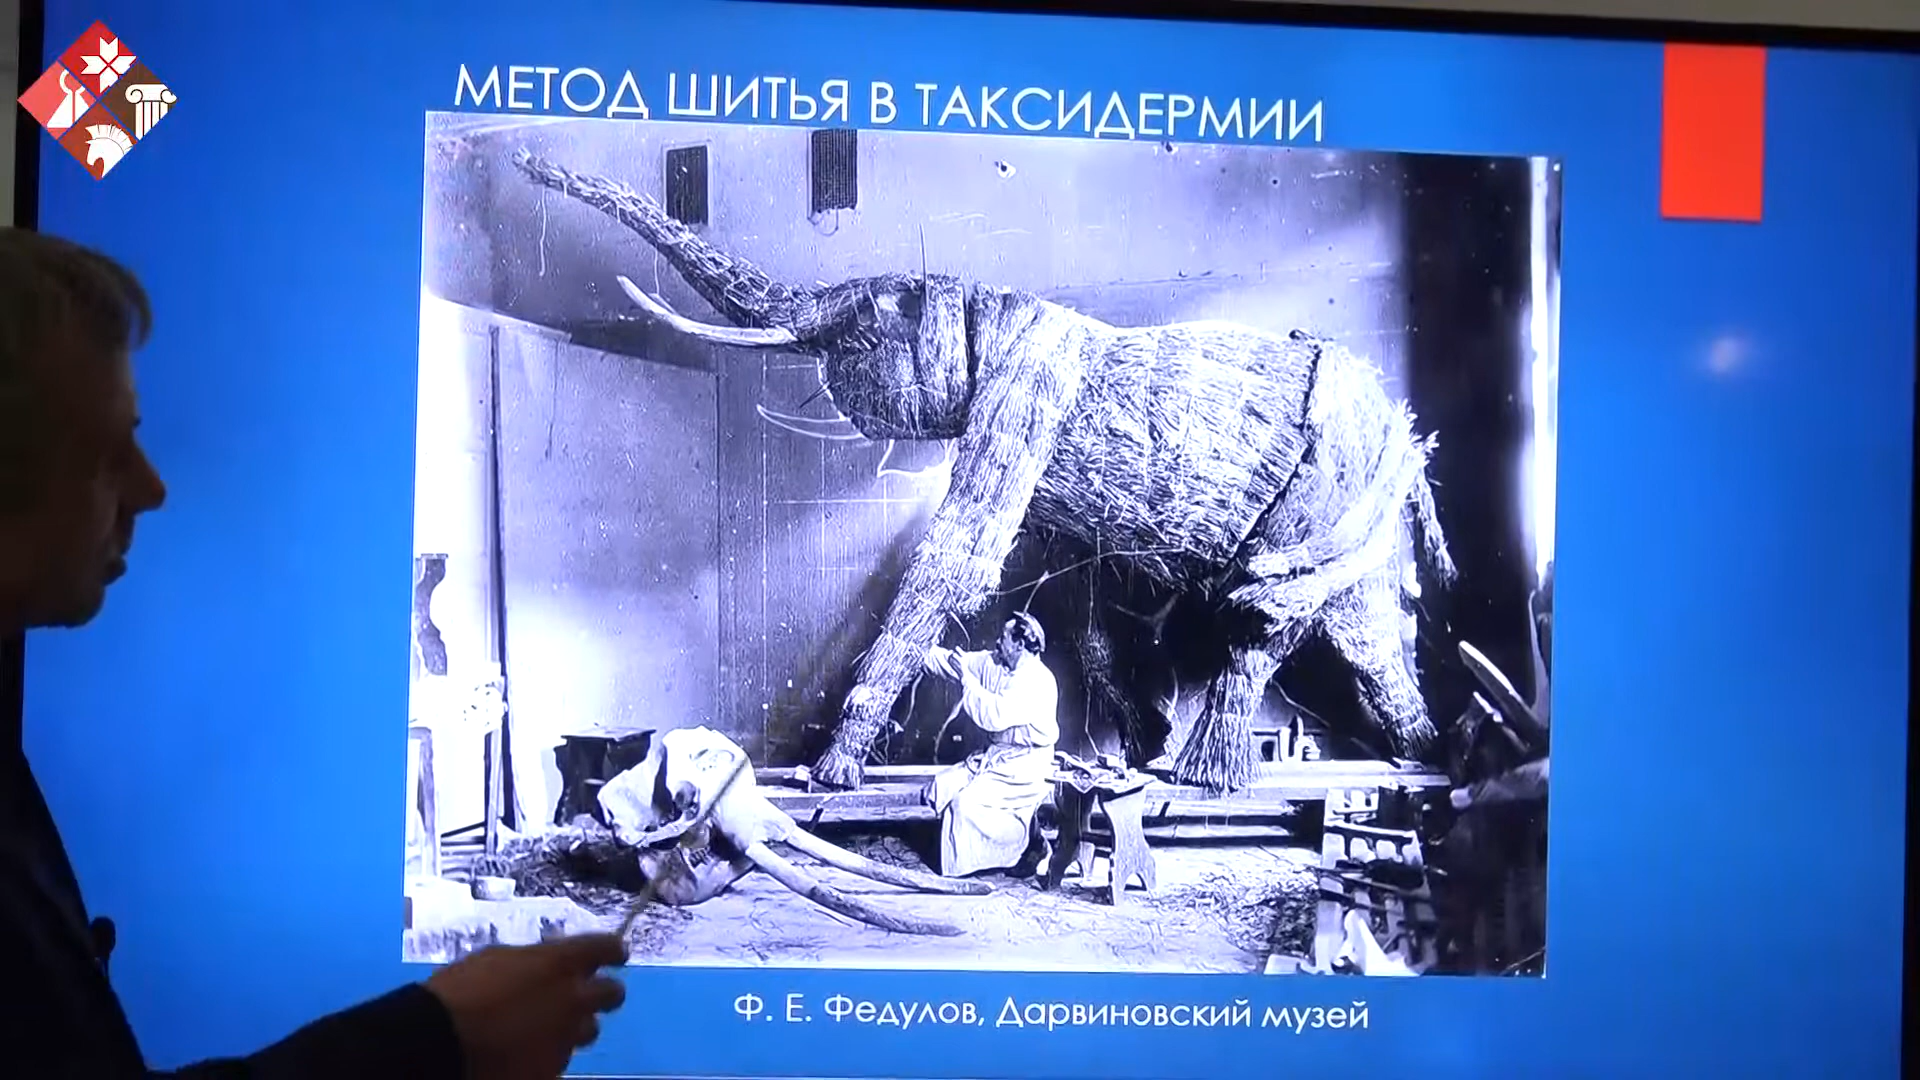 МЕТОД ШИТЬЯ В ТАКСИДЕРМИИ
Ф. Е. Федулов, Дарвиновский музей